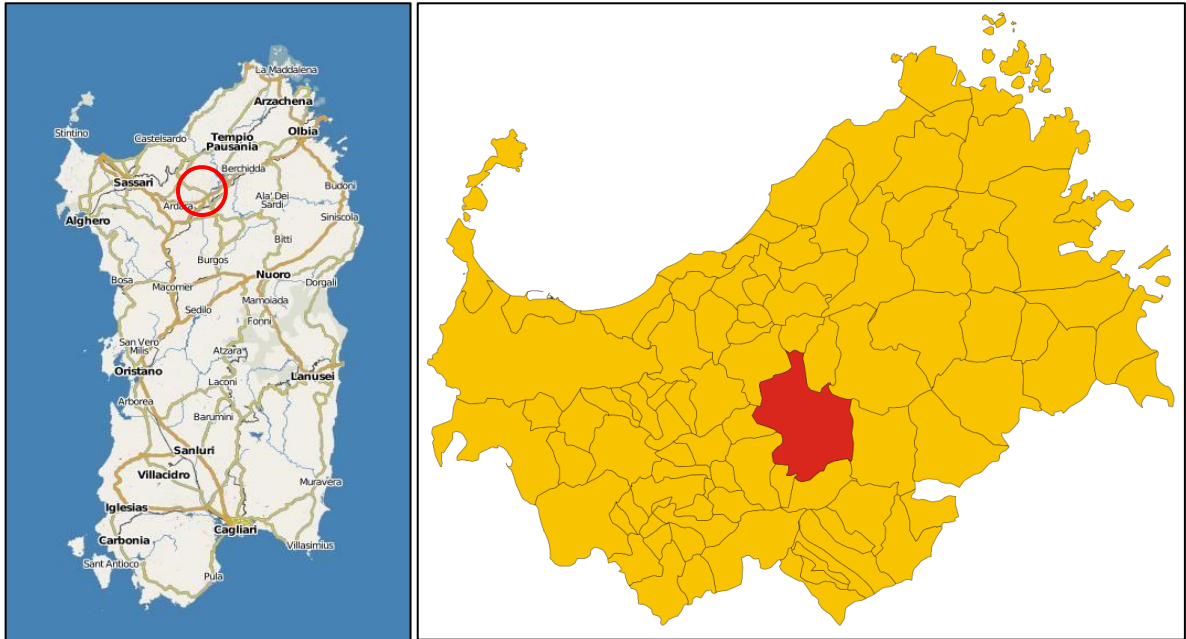 La Maddalena
Arzachena
Stintino
Castelsardo
Olbia
Tempio
Pausania
Berchidda
Sassari
Budoni
Ala' Dei
Sardi
Ardara
Alghero
Siniscola
Bitti
Burgos
Nuoro
Bosa
Macomer
Dorgali
Mamoiada
Sedilo
Fonni
San Vero
Milis
Atzara
Oristano
Lanusei
Laconi
Arborea
Barumini
Sanluri
Villacidro
Muravera
Iglesias
Cagliari
Carbonia
Villasimius
Sant Antioco
Pula